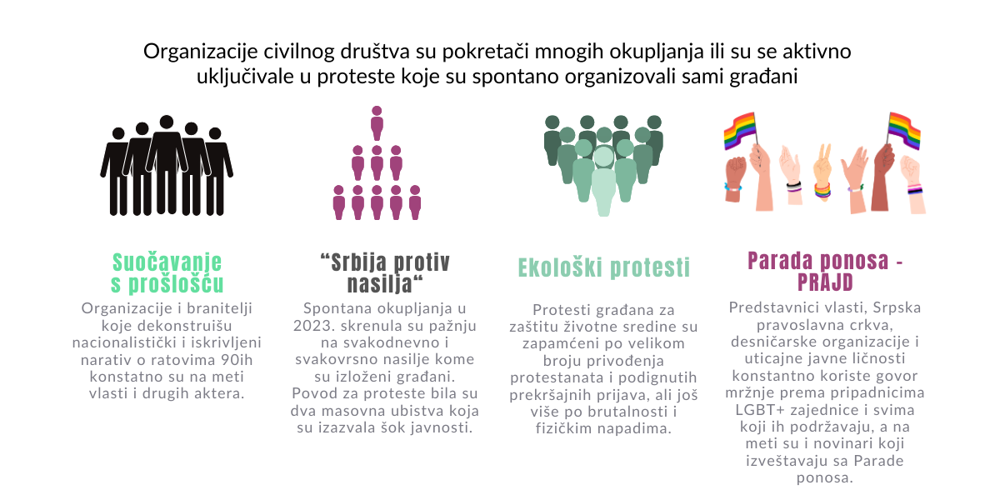 Organizacije civilnog društva su pokretači mnogih okupljanja ili su se aktivno
uključivale u proteste koje su spontano organizovali sami građani
Suočavanje
s prošlošću
Organizacije i branitelji
koje dekonstruišu
nacionalistički i iskrivljeni
narativ o ratovima 90ih
konstatno su na meti
vlasti i drugih aktera.
“Srbija protiv
nasilja“
Spontana okupljanja u
2023. skrenula su pažnju
na svakodnevno i
svakovrsno nasilje kome
su izloženi građani.
Povod za proteste bila su
dva masovna ubistva koja
su izazvala šok javnosti.
Ekološki protesti
Protesti građana za
zaštitu životne sredine su
zapamćeni po velikom
broju privođenja
protestanata i podignutih
prekršajnih prijava, ali još
više po brutalnosti i
fizičkim napadima.
Parada ponosa -
PRAJD
Predstavnici vlasti, Srpska
pravoslavna crkva,
desničarske organizacije i
uticajne javne ličnosti
konstantno koriste govor
mržnje prema pripadnicima
LGBT+ zajednice i svima
koji ih podržavaju, a na
meti su i novinari koji
izveštavaju sa Parade
ponosa.